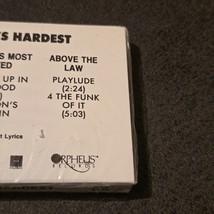 'S HARDEST
S MOST
ED
ABOVE THE
LAW
UP IN
OOD
)
ON'S
IN
PLAYLUDE
(2:24)
4 THE FUNK
OF IT
(5:03)
t Lyrics
ORPHEUS
RECORDS